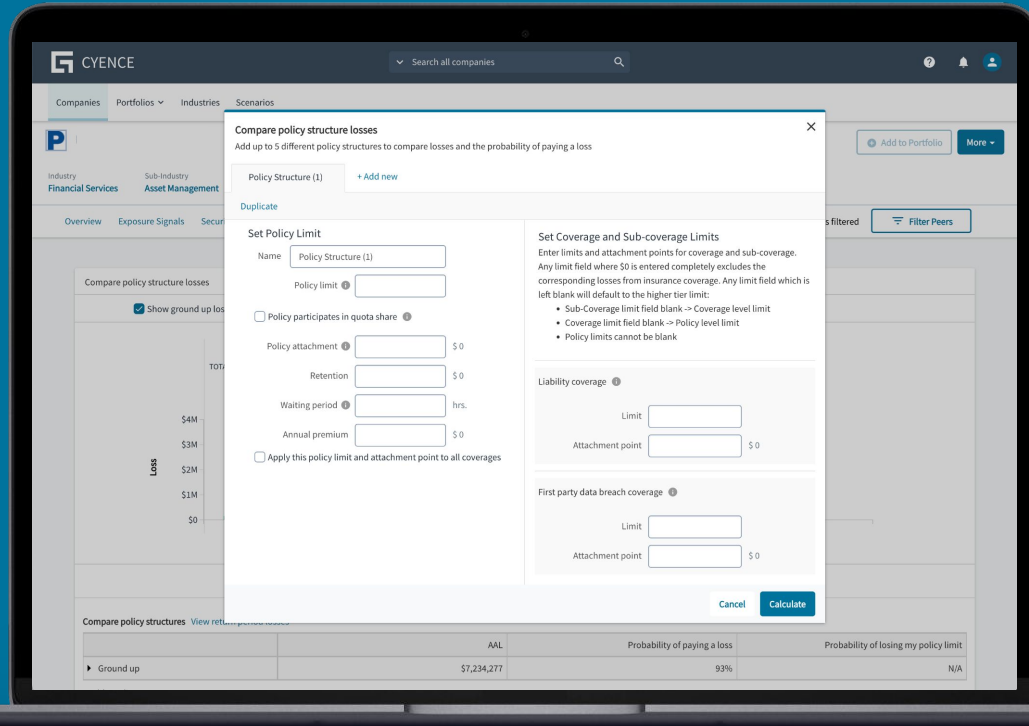 CYENCE
Search all companies
Companies Portfolios Industries Scenarios
P
Add to Portfolio More
Industry Sub-Industry
Financial Services Asset Management
Overview Exposure Signals Secur
s filtered Filter Peers
Compare policy structure losses
Show ground up los
TOTA
Loss
$4M
$3M
$2M
$1M
$0
Compare policy structure losses
Add up to 5 different policy structures to compare losses and the probability of paying a loss
Policy Structure (1) + Add new
Duplicate
Set Policy Limit
Name Policy Structure (1)
Policy limit
Policy participates in quota share
Policy attachment $ 0
Retention $ 0
Waiting period hrs.
Annual premium $ 0
Apply this policy limit and attachment point to all coverages
Set Coverage and Sub-coverage Limits
Enter limits and attachment points for coverage and sub-coverage.
Any limit field where $0 is entered completely excludes the
corresponding losses from insurance coverage. Any limit field which is
left blank will default to the higher tier limit:
• Sub-Coverage limit field blank -> Coverage level limit
• Coverage limit field blank -> Policy level limit
• Policy limits cannot be blank
Liability coverage
Limit
Attachment point $ 0
First party data breach coverage
Limit
Attachment point $ 0
Cancel Calculate
Compare policy structures View return period losses
AAL Probability of paying a loss Probability of losing my policy limit
Ground up $7,234,277 93% N/A